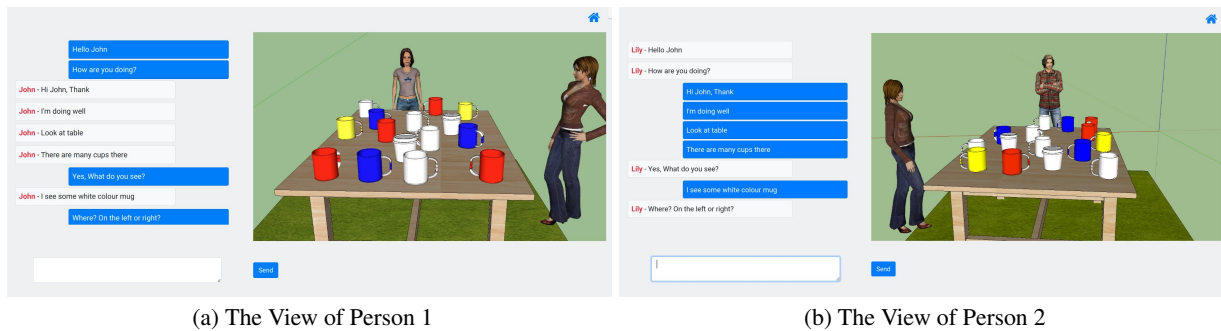 Hello John
How are you doing?
John - Hi John, Thank
John - I'm doing well
John - Look at table
John - There are many cups there
Yes, What do you see?
John - I see some white colour mug
Where? On the left or right?
Send
(a) The View of Person 1
Lily - Hello John
Lily - How are you doing?
Hi John, Thank
I'm doing well
Look at table
There are many cups there
Lily - Yes, What do you see?
I see some white colour mug
Lily - Where? On the left or right?
Send
(b) The View of Person 2